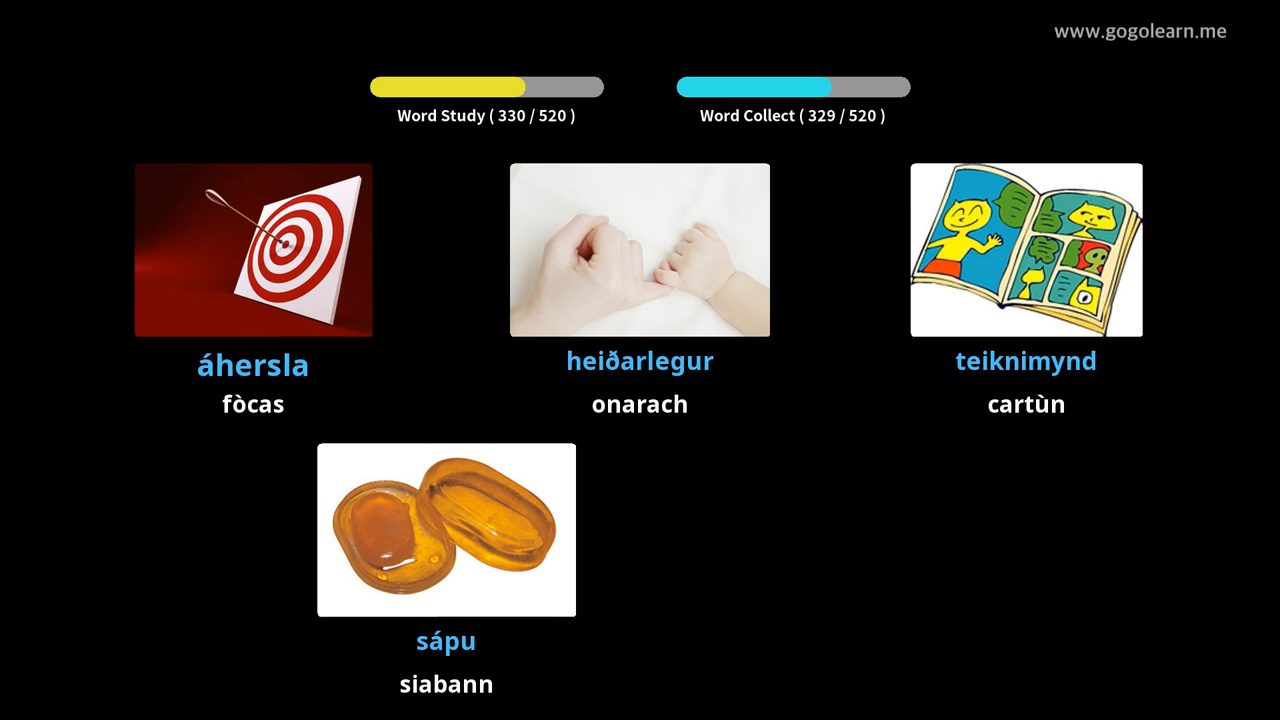 www.gogolearn.me
Word Study ( 330 / 520 )
Word Collect ( 329 / 520 )
áhersla
fòcas
heiðarlegur
onarach
teiknimynd
cartùn
sápu
siabann